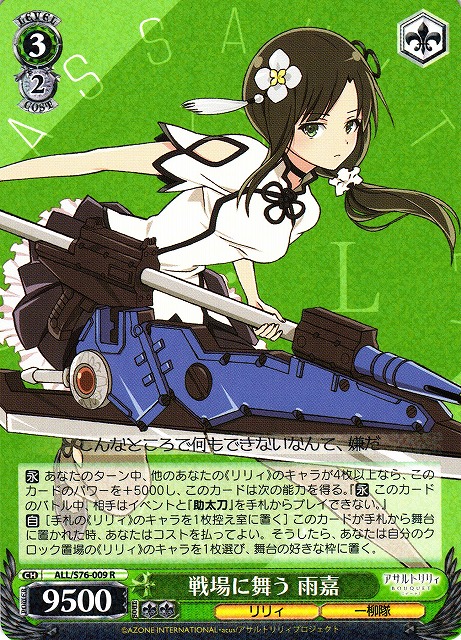 LEVEL
3
2
COST
ASSAULT L
こんなところで何もできないなんて、嫌だ
【永】 あなたのターン中、他のあなたの《リリィ》のキャラが4枚以上なら、この
カードのパワーを＋5000し、このカードは次の能力を得る。『【永】 このカード
のバトル中、相手はイベントと「助太刀」を手札からプレイできない。』
【自】 ［手札の《リリィ》のキャラを1枚控え室に置く］ このカードが手札から舞台
に置かれた時、あなたはコストを払ってよい。そうしたら、あなたは自分のク
ロック置場の《リリィ》のキャラを1枚選び、舞台の好きな枠に置く。
CH
ALL/S76-009 R
POWER
9500
SOUL
戦場に舞う 雨嘉
リリィ
一柳隊
アサルトリリィ
BOUQUET
©AZONE INTERNATIONAL・acus/アサルトリリィプロジェクト